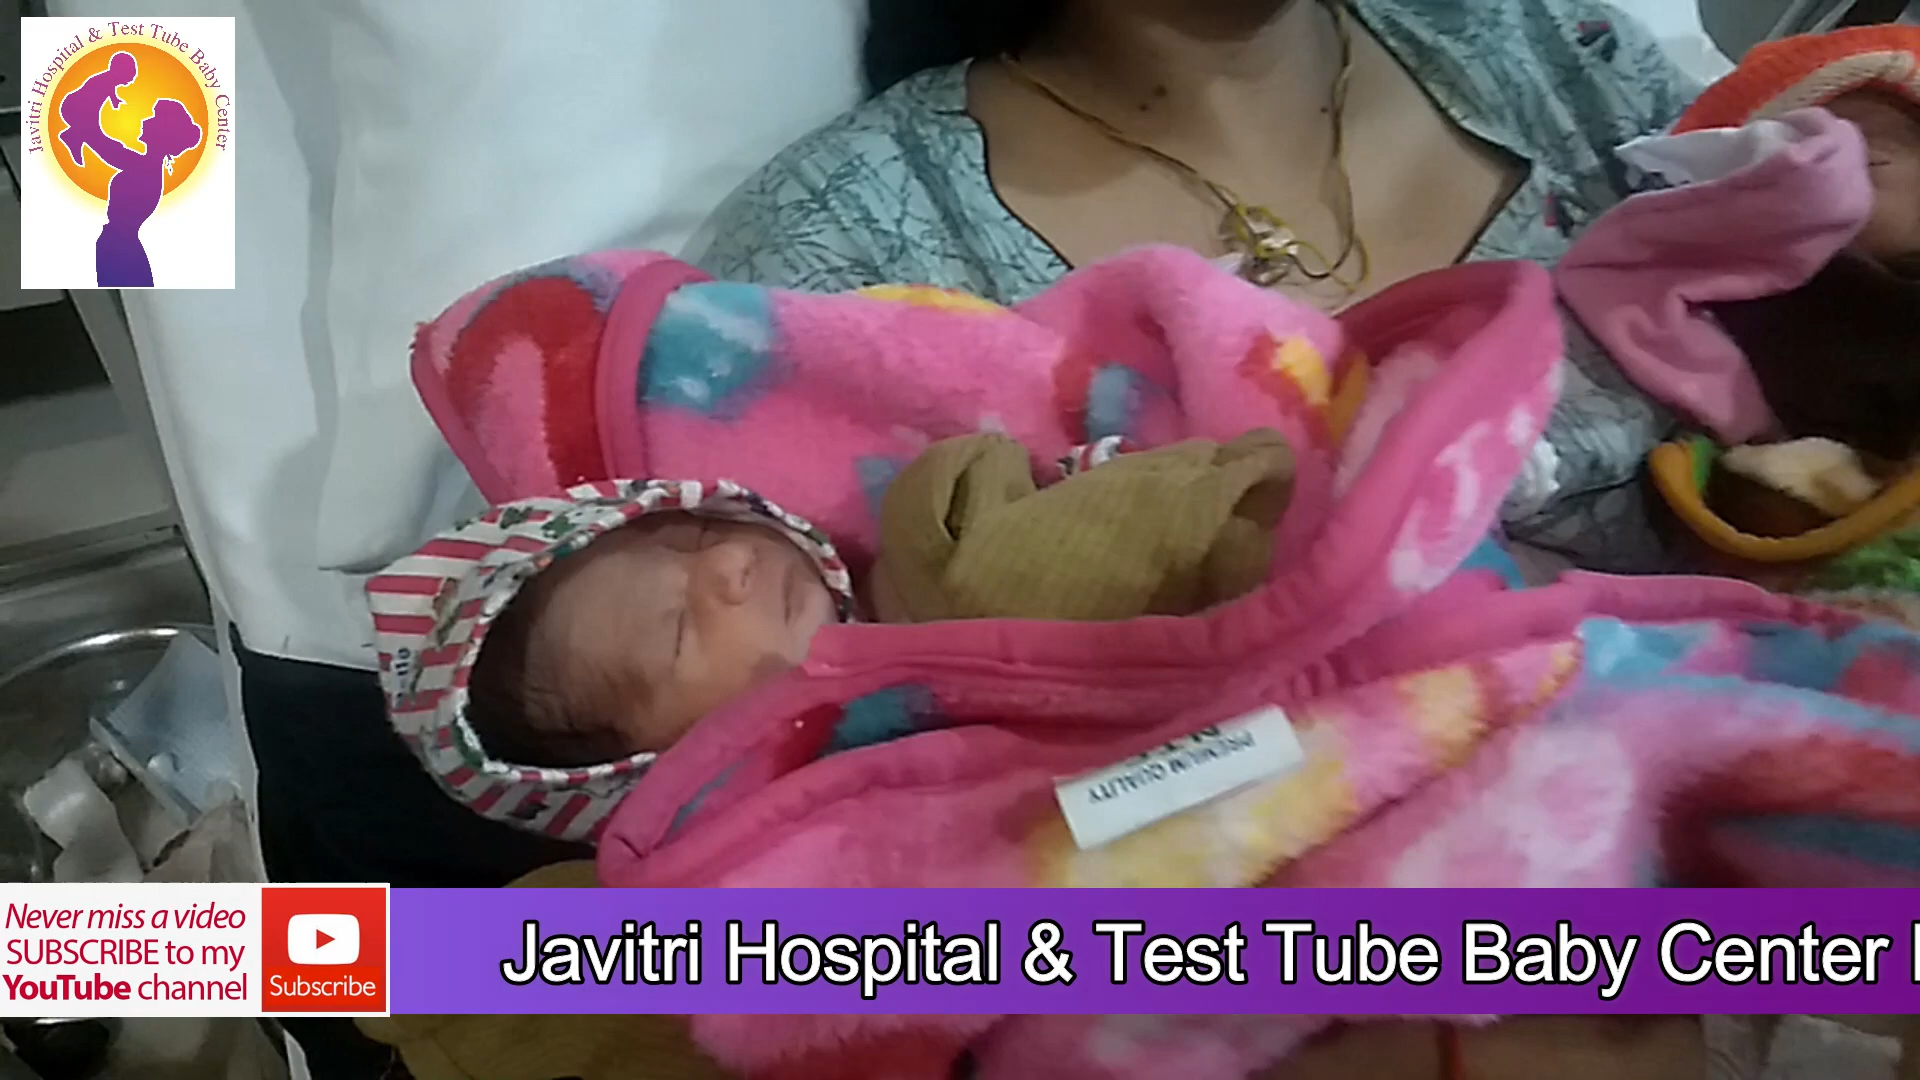 Javitri Hospital & Test Tube Baby Center
PREMIUM QUALITY
Never miss a video
SUBSCRIBE to my
YouTube channel
Subscribe
Javitri Hospital & Test Tube Baby Center